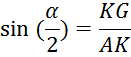 sin (α/2) = KG/AK